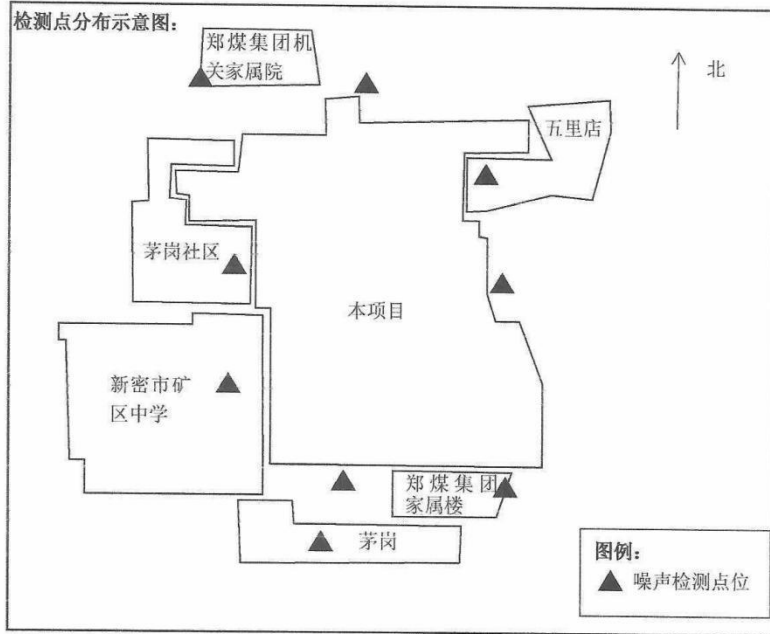 检测点分布示意图：
郑煤集团机
关家属院
北
五里店
茅岗社区
本项目
新密市矿
区中学
郑煤集团
家属楼
茅岗
图例：
噪声检测点位